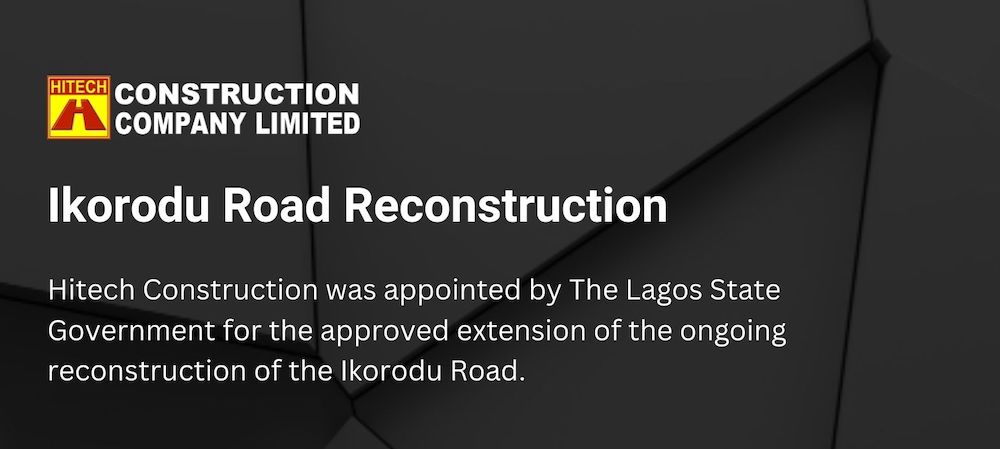 HITECH
CONSTRUCTION
COMPANY LIMITED
Ikorodu Road Reconstruction
Hitech Construction was appointed by The Lagos State
Government for the approved extension of the ongoing
reconstruction of the Ikorodu Road.